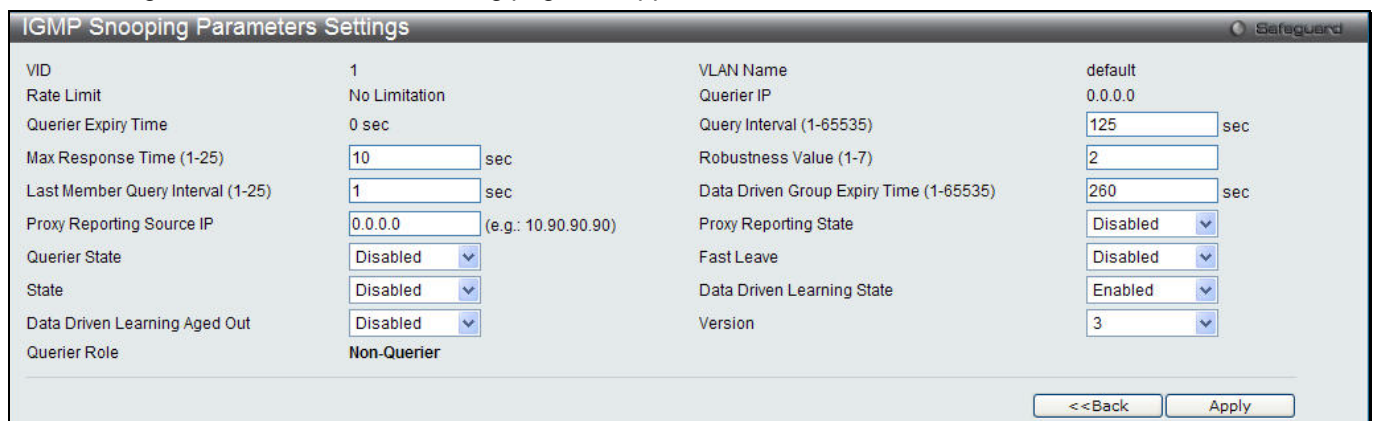 IGMP Snooping Parameters Settings Safeguard
VID 1 VLAN Name default
Rate Limit No Limitation Querier IP 0.0.0.0
Querier Expiry Time 0 sec Query Interval (1-65535) 125 sec
Max Response Time (1-25) 10 sec Robustness Value (1-7) 2
Last Member Query Interval (1-25) 1 sec Data Driven Group Expiry Time (1-65535) 260 sec
Proxy Reporting Source IP 0.0.0.0 (e.g.: 10.90.90.90) Proxy Reporting State Disabled
Querier State Disabled Fast Leave Disabled
State Disabled Data Driven Learning State Enabled
Data Driven Learning Aged Out Disabled Version 3
Querier Role Non-Querier
<<Back Apply